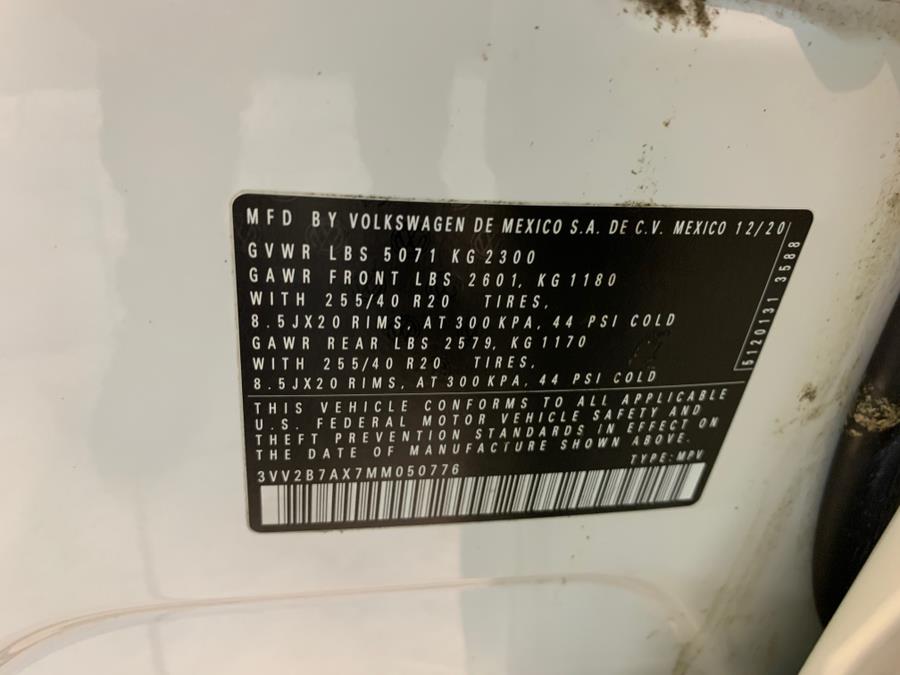 MFD BY VOLKSWAGEN DE MEXICO S.A. DE C.V. MEXICO 12/20
GVWR LBS 5071 KG 2300
GAWR FRONT LBS 2601, KG 1180
WITH 255/40 R20 TIRES,
8.5JX20 RIMS, AT 300 KPA, 44 PSI COLD
GAWR REAR LBS 2579, KG 1170
WITH 255/40 R20 TIRES,
8.5JX20 RIMS, AT 300 KPA, 44 PSI COLD
5120131 3588
THIS VEHICLE CONFORMS TO ALL APPLICABLE
U.S. FEDERAL MOTOR VEHICLE SAFETY AND
THEFT PREVENTION STANDARDS IN EFFECT ON
THE DATE OF MANUFACTURE SHOWN ABOVE.
3VV2B7AX7MM050776 TYPE: MPV